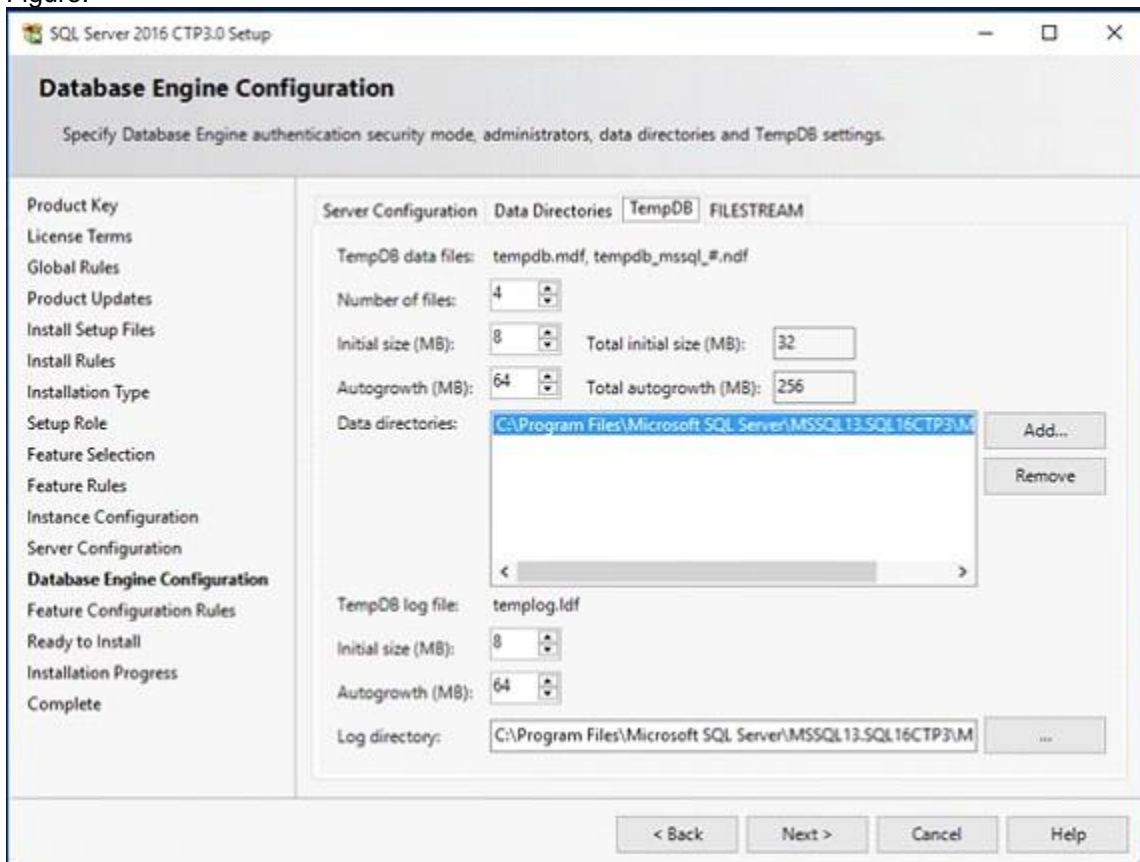 Figure.
SQL Server 2016 CTP3.0 Setup
Database Engine Configuration
Specify Database Engine authentication security mode, administrators, data directories and TempDB settings.
Product Key
License Terms
Global Rules
Product Updates
Install Setup Files
Install Rules
Installation Type
Setup Role
Feature Selection
Feature Rules
Instance Configuration
Server Configuration
Database Engine Configuration
Feature Configuration Rules
Ready to Install
Installation Progress
Complete
Server Configuration Data Directories TempDB FILESTREAM
TempDB data files: tempdb.mdf, tempdb_mssql_#.ndf
Number of files: 4
Initial size (MB): 8 Total initial size (MB): 32
Autogrowth (MB): 64 Total autogrowth (MB): 256
Data directories: C:\Program Files\Microsoft SQL Server\MSSQL13.SQL16CTP3\M Add...
Remove
TempDB log file: templog.ldf
Initial size (MB): 8
Autogrowth (MB): 64
Log directory: C:\Program Files\Microsoft SQL Server\MSSQL13.SQL16CTP3\M ...
< Back Next > Cancel Help